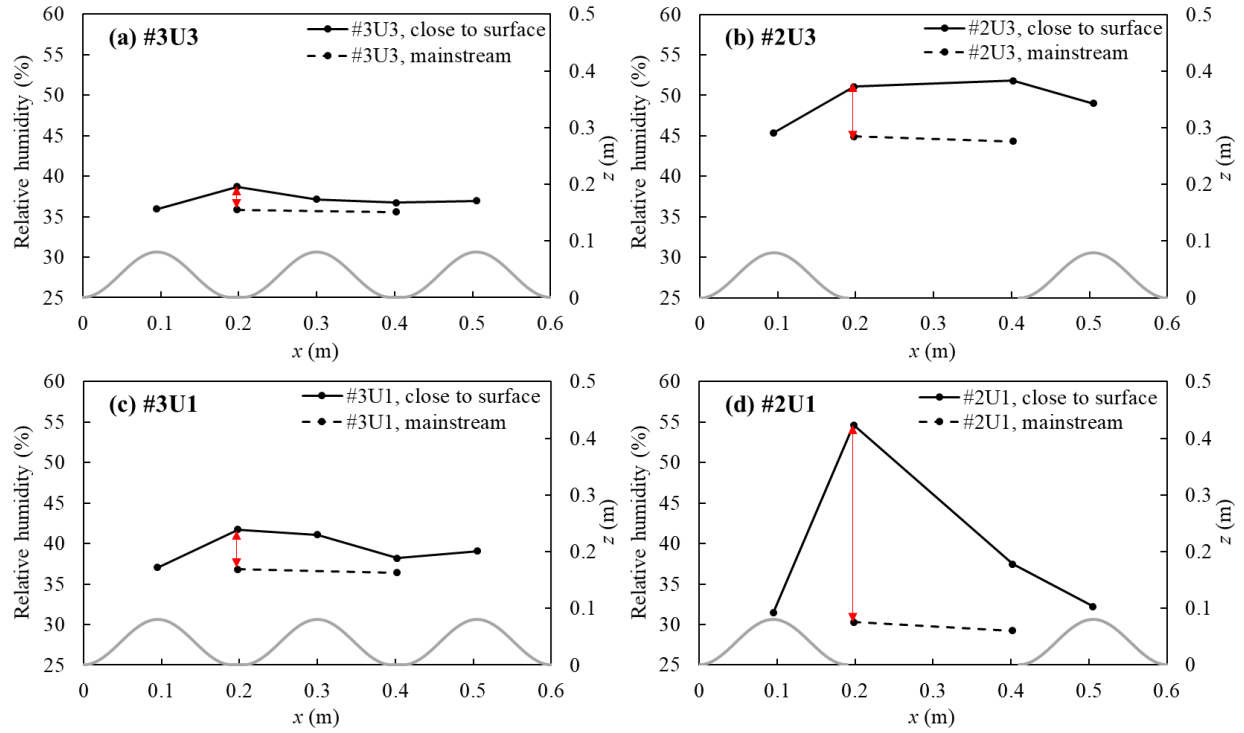 (a) #3U3
#3U3, close to surface
#3U3, mainstream
Relative humidity (%)
60
55
50
45
40
35
30
25
0.5
0.4
0.3
0.2
0.1
0
z (m)
0 0.1 0.2 0.3 0.4 0.5 0.6
x (m)
(b) #2U3
#2U3, close to surface
#2U3, mainstream
Relative humidity (%)
60
55
50
45
40
35
30
25
0.5
0.4
0.3
0.2
0.1
0
z (m)
0 0.1 0.2 0.3 0.4 0.5 0.6
x (m)
(c) #3U1
#3U1, close to surface
#3U1, mainstream
Relative humidity (%)
60
55
50
45
40
35
30
25
0.5
0.4
0.3
0.2
0.1
0
z (m)
0 0.1 0.2 0.3 0.4 0.5 0.6
x (m)
(d) #2U1
#2U1, close to surface
#2U1, mainstream
Relative humidity (%)
60
55
50
45
40
35
30
25
0.5
0.4
0.3
0.2
0.1
0
z (m)
0 0.1 0.2 0.3 0.4 0.5 0.6
x (m)